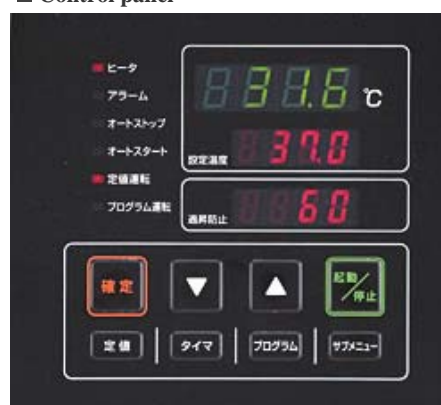 Control panel
ヒータ
アラーム
オートストップ
オートスタート
定値運転
プログラム運転
31.6 ℃
設定温度 37.0
過昇防止 60
確定 ▼ ▲ 起動/停止
定値 タイマ プログラム サブメニュー